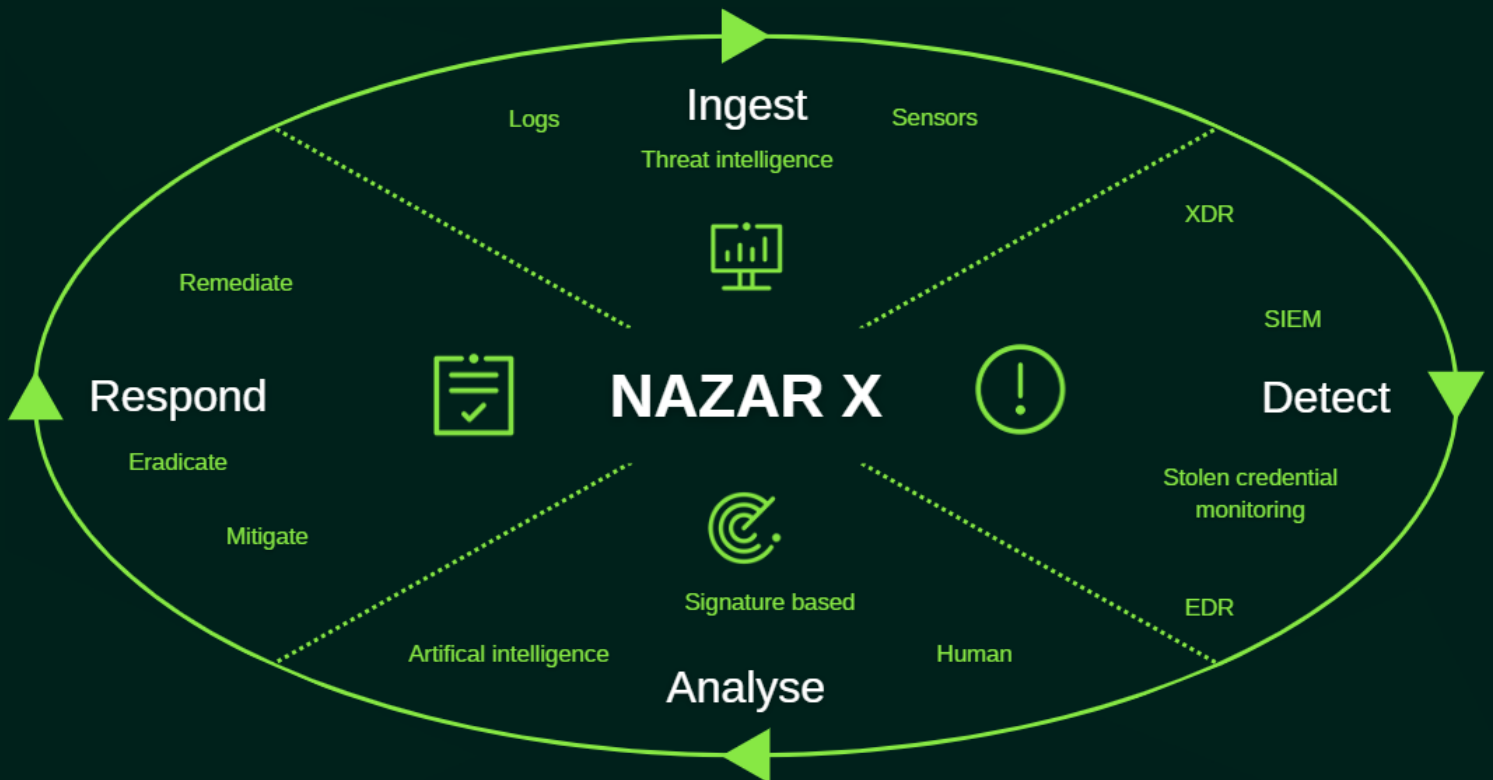 Ingest
Logs
Sensors
Threat intelligence
XDR
SIEM
Detect
Stolen credential
monitoring
EDR
NAZAR X
Signature based
Artifical intelligence
Human
Analyse
Remediate
Respond
Eradicate
Mitigate